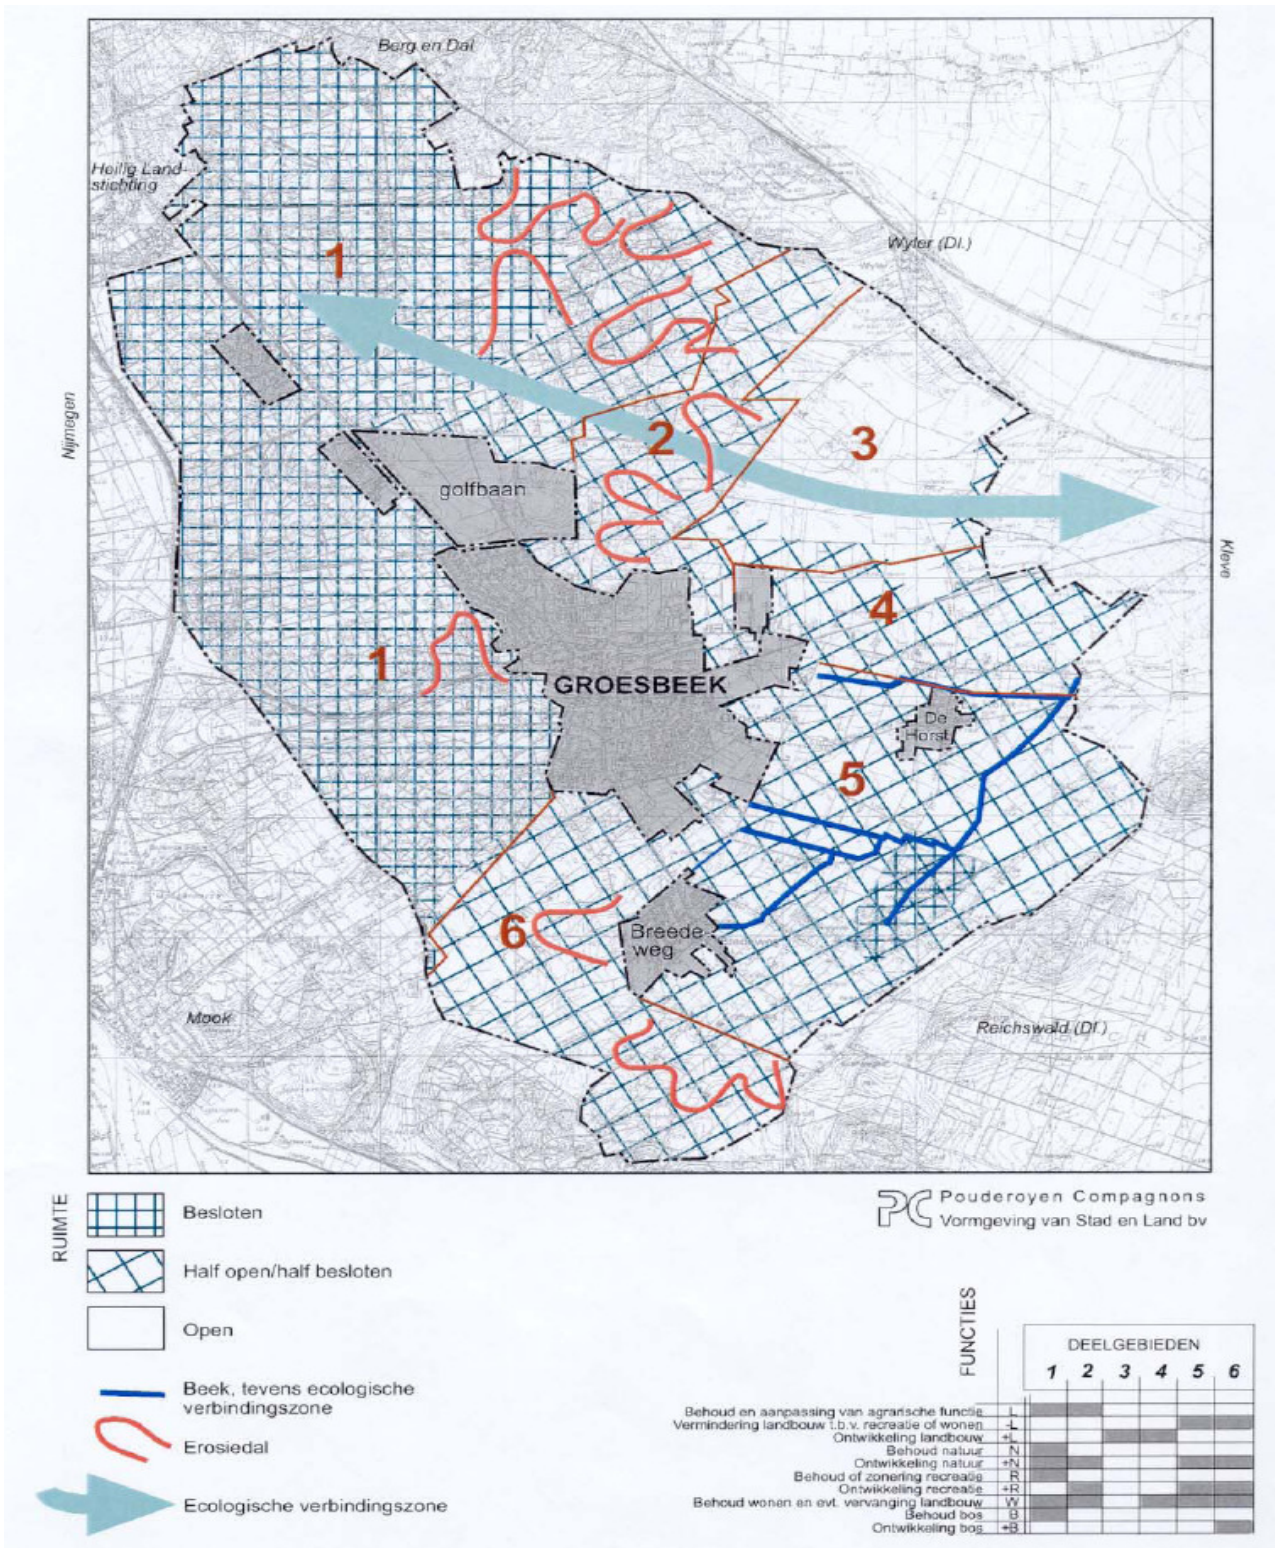 Berg en Dal
Heilig Land-
stichting
1
Wyler (Dl.)
Nijmegen
2
3
golfbaan
Kleve
4
1
GROESBEEK
De
Horst
5
6
Breede-
weg
Mook
Reichswald (Dl.)
RUIMTE
Besloten
Half open/half besloten
Open
Beek, tevens ecologische
verbindingszone
Erosiedal
Ecologische verbindingszone
PC
Pouderoyen Compagnons
Vormgeving van Stad en Land bv
FUNCTIES
DEELGEBIEDEN
1 2 3 4 5 6
Behoud en aanpassing van agrarische functie L
Vermindering landbouw t.b.v. recreatie of wonen -L
Ontwikkeling landbouw +L
Behoud natuur N
Ontwikkeling natuur +N
Behoud of zonering recreatie R
Ontwikkeling recreatie +R
Behoud wonen en evt. vervanging landbouw W
Behoud bos B
Ontwikkeling bos +B